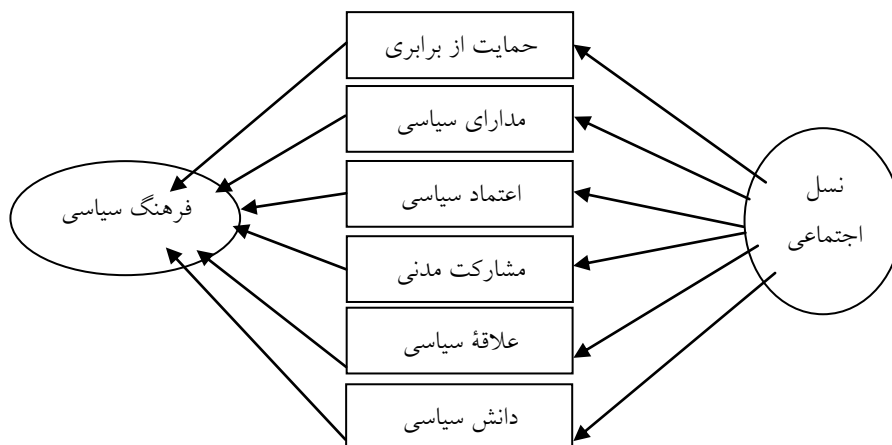 حمایت از برابری
مدارای سیاسی
اعتماد سیاسی
مشارکت مدنی
علاقهٔ سیاسی
دانش سیاسی
نسل
اجتماعی
فرهنگ سیاسی